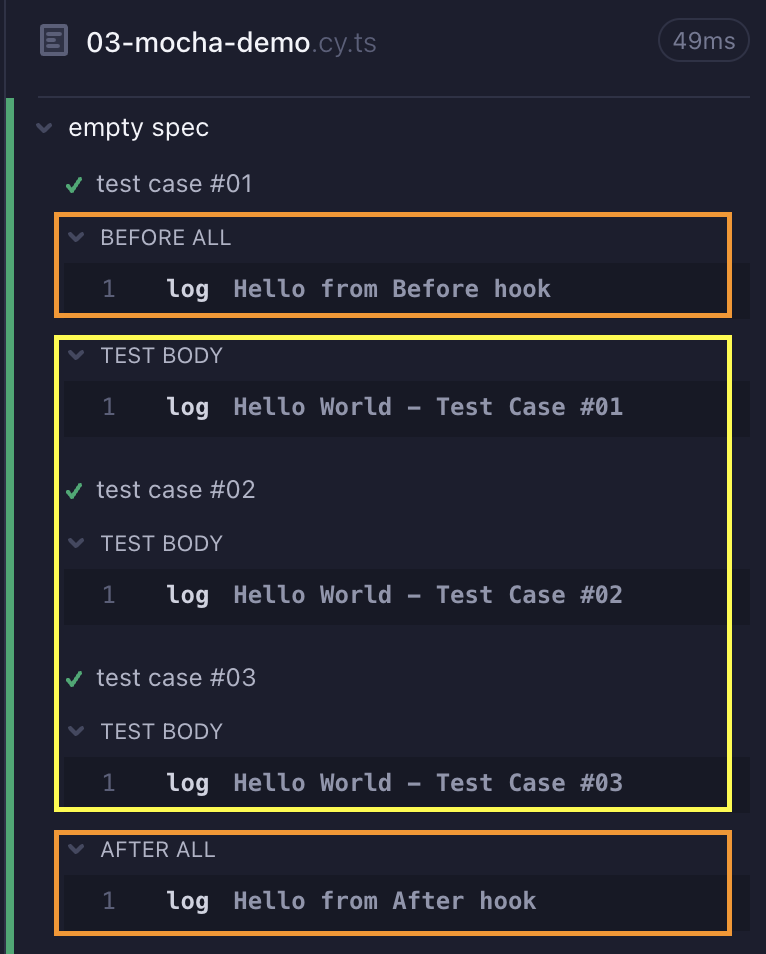 03-mocha-demo.cy.ts 49ms
empty spec
test case #01
BEFORE ALL
1 log Hello from Before hook
TEST BODY
1 log Hello World – Test Case #01
test case #02
TEST BODY
1 log Hello World – Test Case #02
test case #03
TEST BODY
1 log Hello World – Test Case #03
AFTER ALL
1 log Hello from After hook